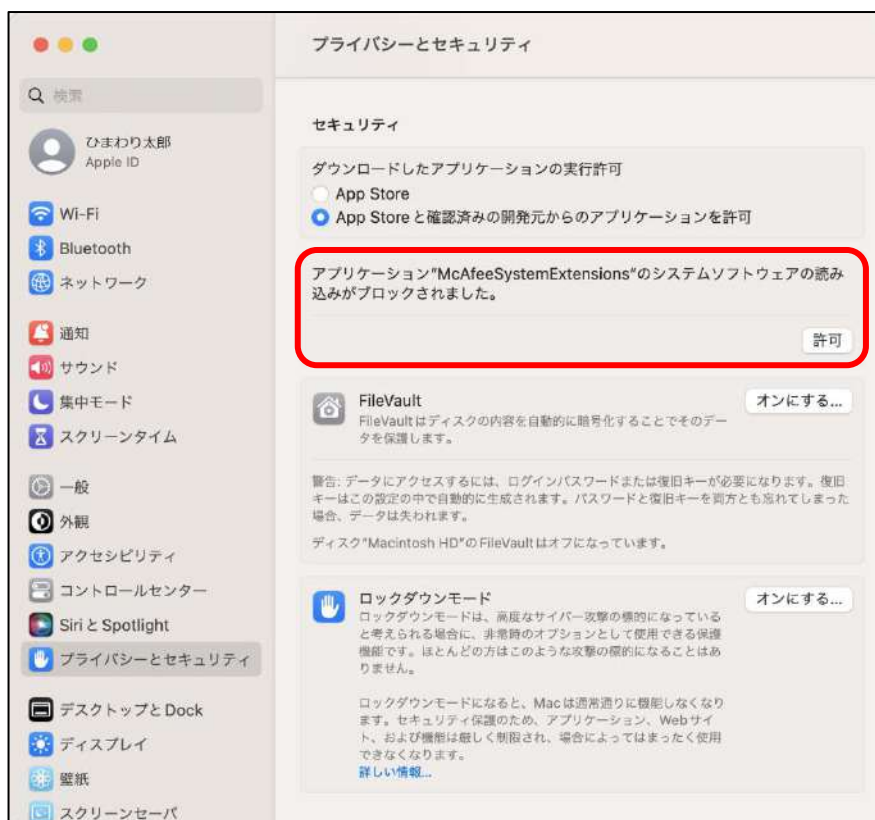 プライバシーとセキュリティ
検索
ひまわり太郎
Apple ID
Wi-Fi
Bluetooth
ネットワーク
通知
サウンド
集中モード
スクリーンタイム
一般
外観
アクセシビリティ
コントロールセンター
Siri と Spotlight
プライバシーとセキュリティ
デスクトップと Dock
ディスプレイ
壁紙
スクリーンセーバ
セキュリティ
ダウンロードしたアプリケーションの実行許可
App Store
App Store と確認済みの開発元からのアプリケーションを許可
アプリケーション"McAfeeSystemExtensions"のシステムソフトウェアの読み
込みがブロックされました。
許可
FileVault
オンにする...
FileVaultはディスクの内容を自動的に暗号化することでそのデー
タを保護します。
警告: データにアクセスするには、ログインパスワードまたは復旧キーが必要になります。復旧
キーはこの設定の中で自動的に生成されます。パスワードと復旧キーを両方とも忘れてしまった
場合、データは失われます。
ディスク"Macintosh HD"のFileVaultはオフになっています。
ロックダウンモード
オンにする...
ロックダウンモードは、高度なサイバー攻撃の標的になっている
と考えられる場合に、非常時のオプションとして使用できる保護
機能です。ほとんどの方はこのような攻撃の標的になることはあ
りません。
ロックダウンモードになると、Macは通常通りに機能しなくなり
ます。セキュリティ保護のため、アプリケーション、Webサイ
ト、および機能は厳しく制限され、場合によってはまったく使用
できなくなります。
詳しい情報...